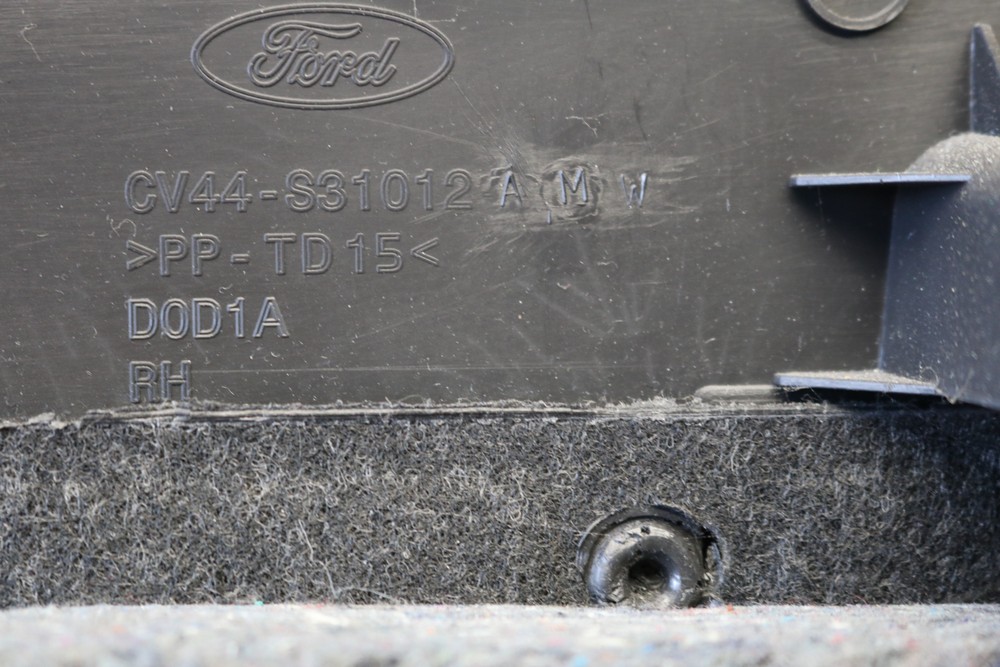 Ford
CV44-S31012 A M W
>PP-TD15<
D0D1A
RH